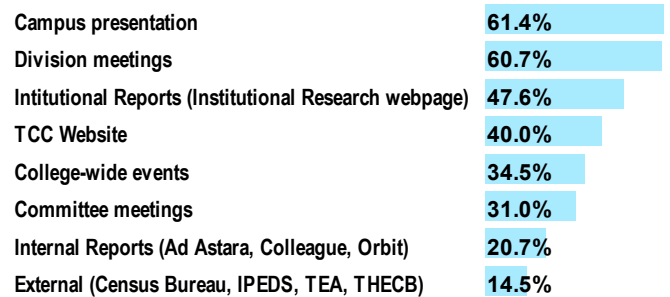 Campus presentation 61.4%
Division meetings 60.7%
Intitutional Reports (Institutional Research webpage) 47.6%
TCC Website 40.0%
College-wide events 34.5%
Committee meetings 31.0%
Internal Reports (Ad Astara, Colleague, Orbit) 20.7%
External (Census Bureau, IPEDS, TEA, THECB) 14.5%